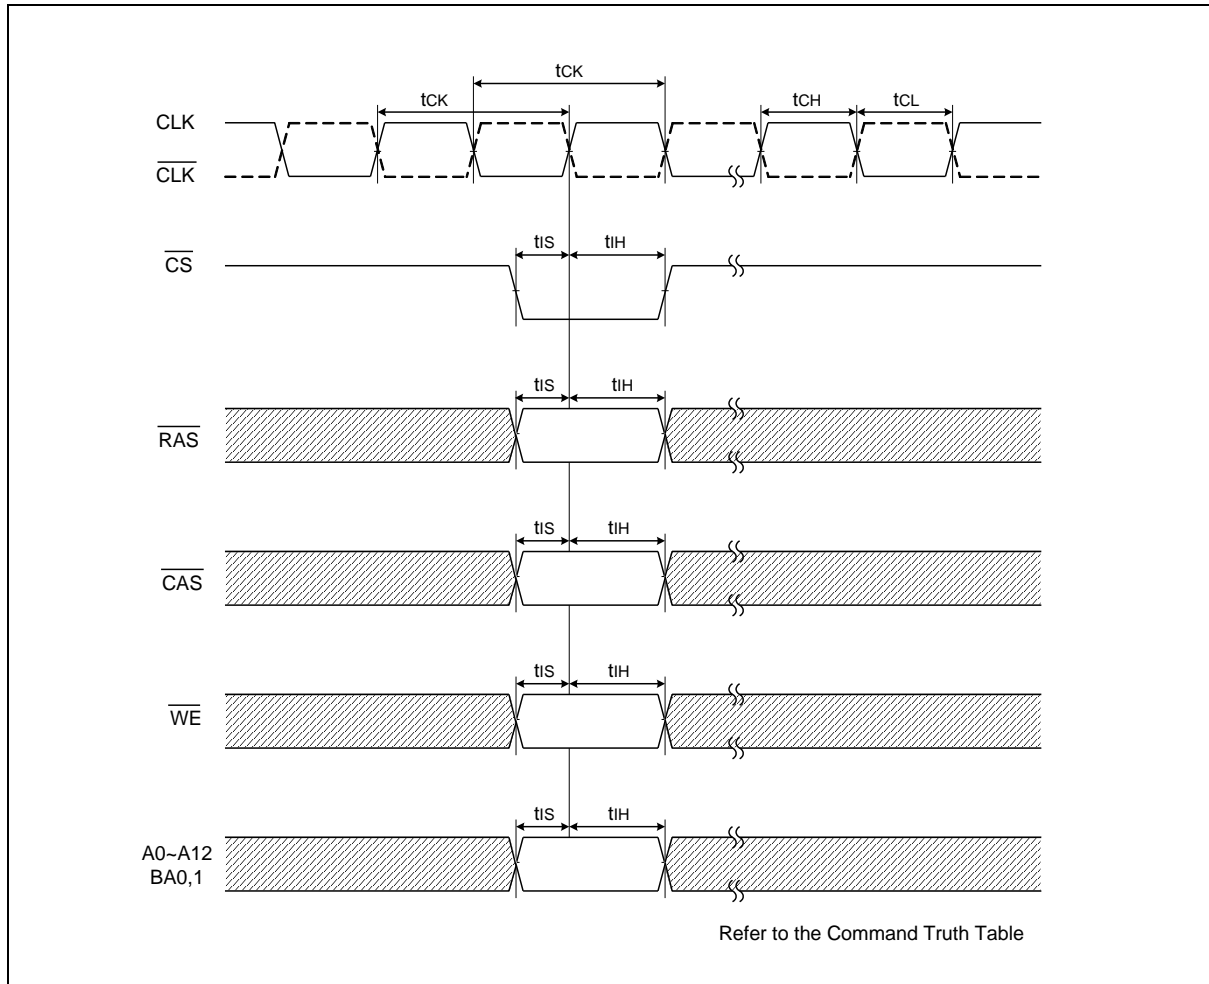 tCK
tCK
tCH
tCL
CLK
CLK
tIS
tIH
CS
tIS
tIH
RAS
tIS
tIH
CAS
tIS
tIH
WE
tIS
tIH
A0~A12
BA0,1
Refer to the Command Truth Table